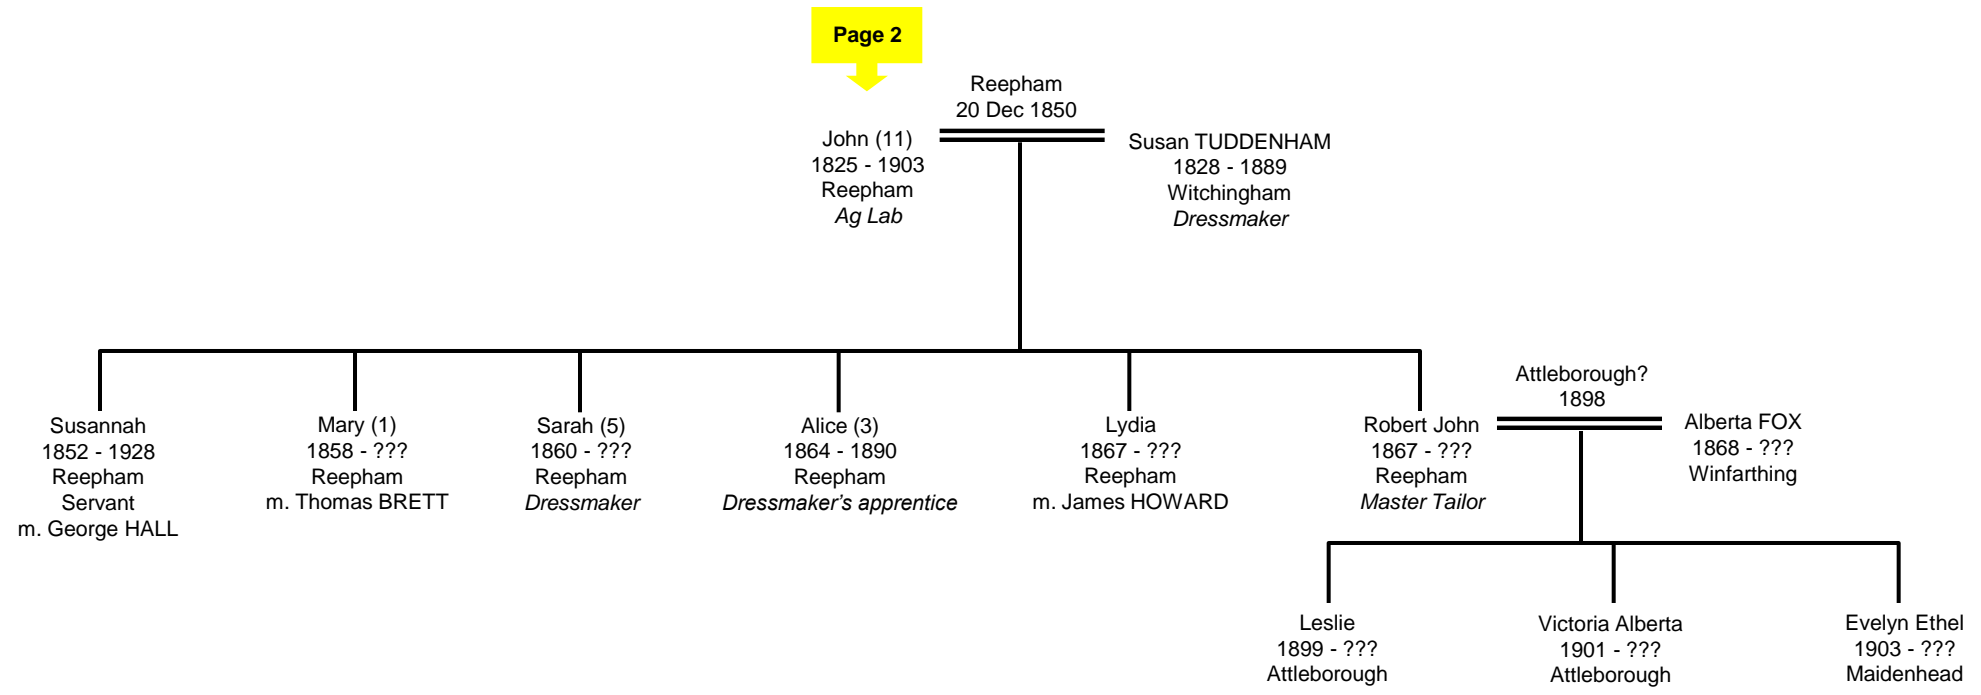 Page 2
Reepham
20 Dec 1850
John (11)
1825 - 1903
Reepham
Ag Lab
Susan TUDDENHAM
1828 - 1889
Witchingham
Dressmaker
Susannah
1852 - 1928
Reepham
Servant
m. George HALL
Mary (1)
1858 - ???
Reepham
m. Thomas BRETT
Sarah (5)
1860 - ???
Reepham
Dressmaker
Alice (3)
1864 - 1890
Reepham
Dressmaker’s apprentice
Lydia
1867 - ???
Reepham
m. James HOWARD
Robert John
1867 - ???
Reepham
Master Tailor
Attleborough?
1898
Alberta FOX
1868 - ???
Winfarthing
Leslie
1899 - ???
Attleborough
Victoria Alberta
1901 - ???
Attleborough
Evelyn Ethel
1903 - ???
Maidenhead